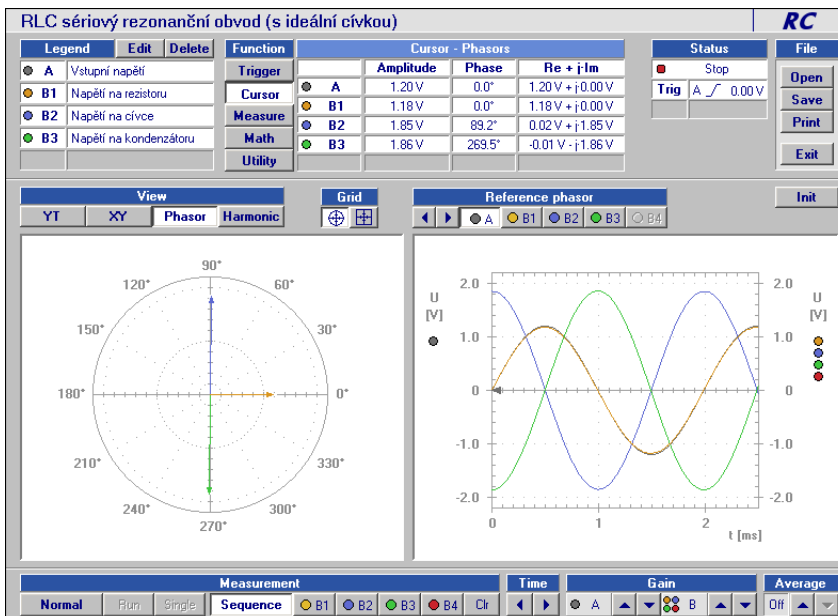 RLC sériový rezonanční obvod (s ideální cívkou)
RC
Legend Edit Delete
A Vstupní napětí
B1 Napětí na rezistoru
B2 Napětí na cívce
B3 Napětí na kondenzátoru
Function
Trigger
Cursor
Measure
Math
Utility
Cursor - Phasors
Amplitude Phase Re + j·Im
A 1.20 V 0.0° 1.20 V + j·0.00 V
B1 1.18 V 0.0° 1.18 V + j·0.00 V
B2 1.85 V 89.2° 0.02 V + j·1.85 V
B3 1.86 V 269.5° -0.01 V - j·1.86 V
Status
Stop
Trig A 0.00 V
File
Open
Save
Print
Exit
Init
View
YT XY Phasor Harmonic
Grid
Reference phasor
A B1 B2 B3 B4
90°
120° 60°
150° 30°
180° 0°
210° 330°
240° 300°
270°
U
[V]
2.0
1.0
0
-1.0
-2.0
U
[V]
2.0
1.0
0
-1.0
-2.0
0 1 2
t [ms]
Measurement
Normal Run Single Sequence B1 B2 B3 B4 Clr
Time
Gain
A B
Average
Off